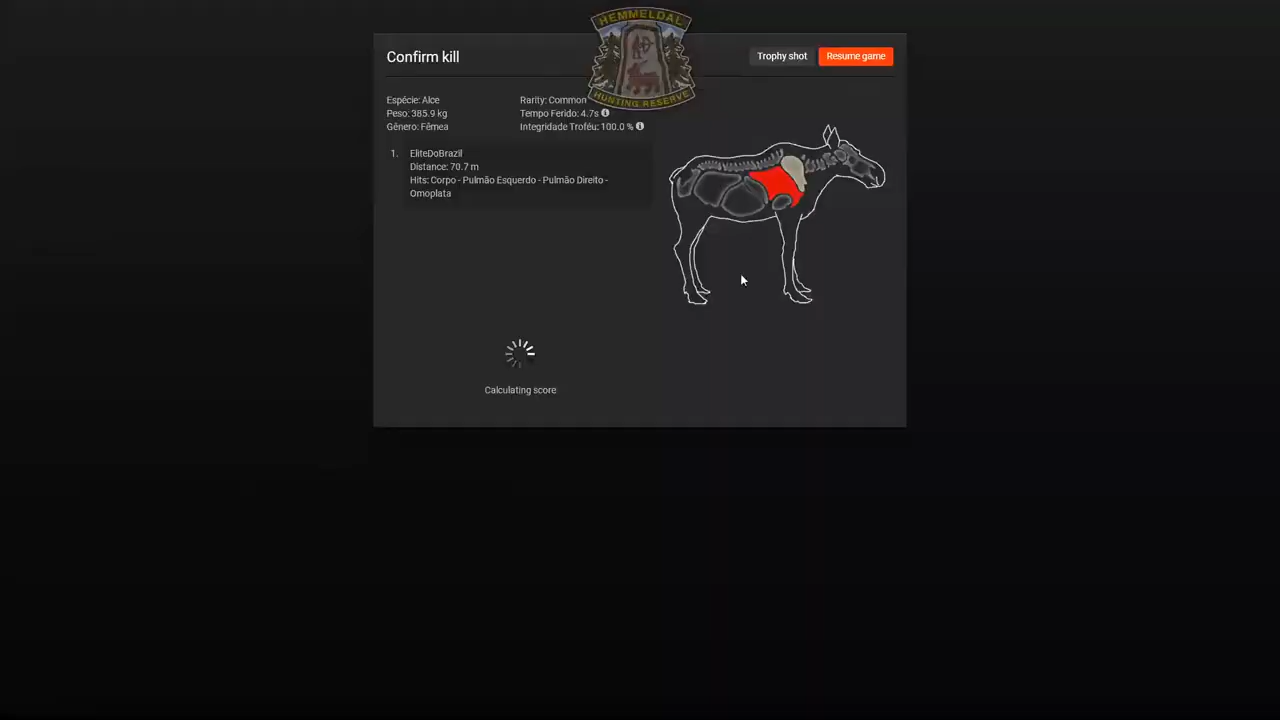 HEMMELDAL
HUNTING RESERVE
Confirm kill
Trophy shot
Resume game
Espécie: Alce
Rarity: Common
Peso: 385.9 kg
Tempo Ferido: 4.7s
Gênero: Fêmea
Integridade Troféu: 100.0 %
1. EliteDoBrazil
Distance: 70.7 m
Hits: Corpo - Pulmão Esquerdo - Pulmão Direito -
Omoplata
Calculating score